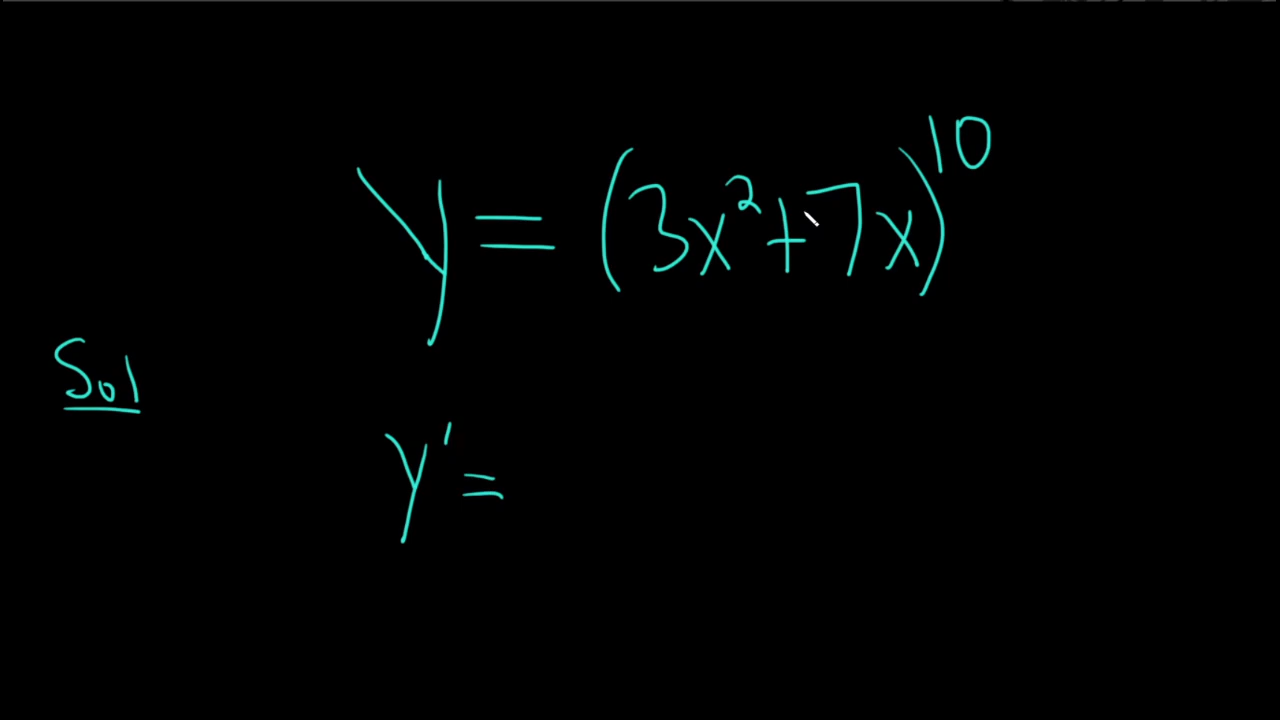 y = (3x²+7x)¹⁰
Sol
y' =